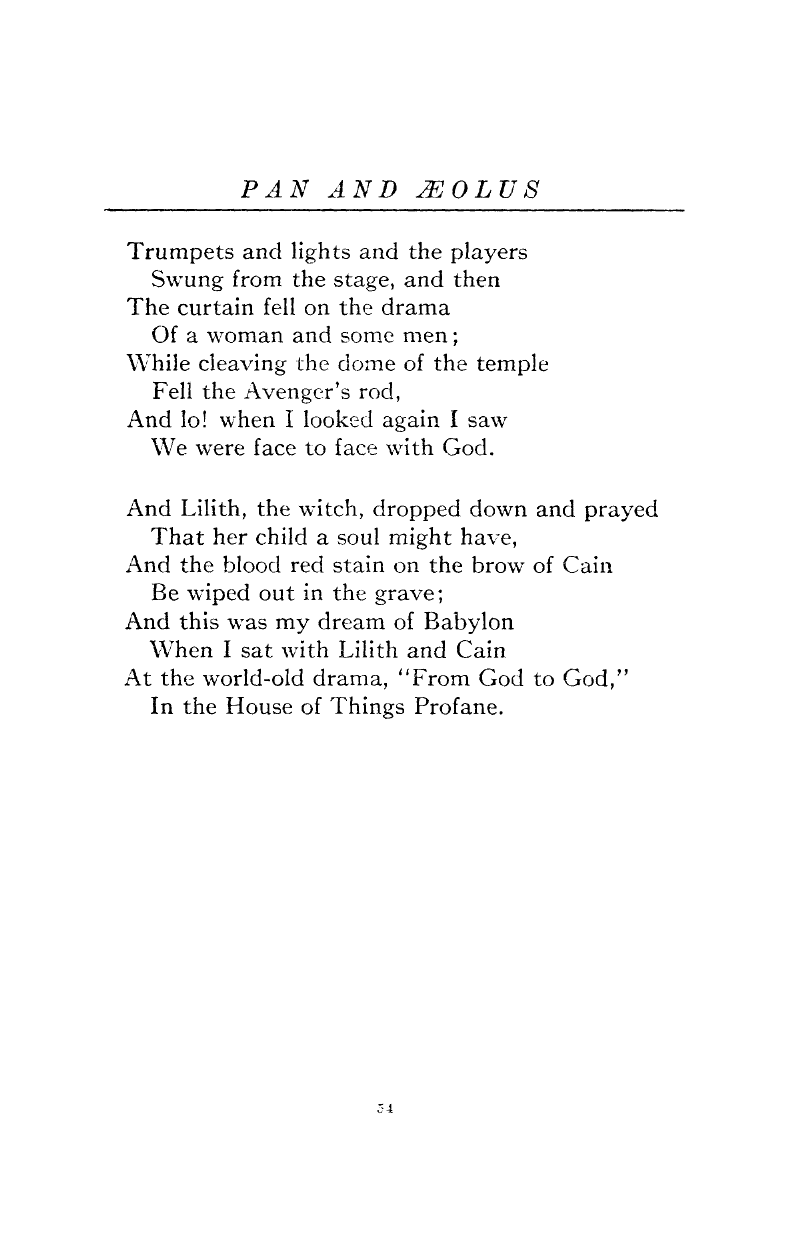 PAN AND ÆOLUS
Trumpets and lights and the players
Swung from the stage, and then
The curtain fell on the drama
Of a woman and some men;
While cleaving the dome of the temple
Fell the Avenger's rod,
And lo! when I looked again I saw
We were face to face with God.

And Lilith, the witch, dropped down and prayed
That her child a soul might have,
And the blood red stain on the brow of Cain
Be wiped out in the grave;
And this was my dream of Babylon
When I sat with Lilith and Cain
At the world-old drama, "From God to God,"
In the House of Things Profane.
54